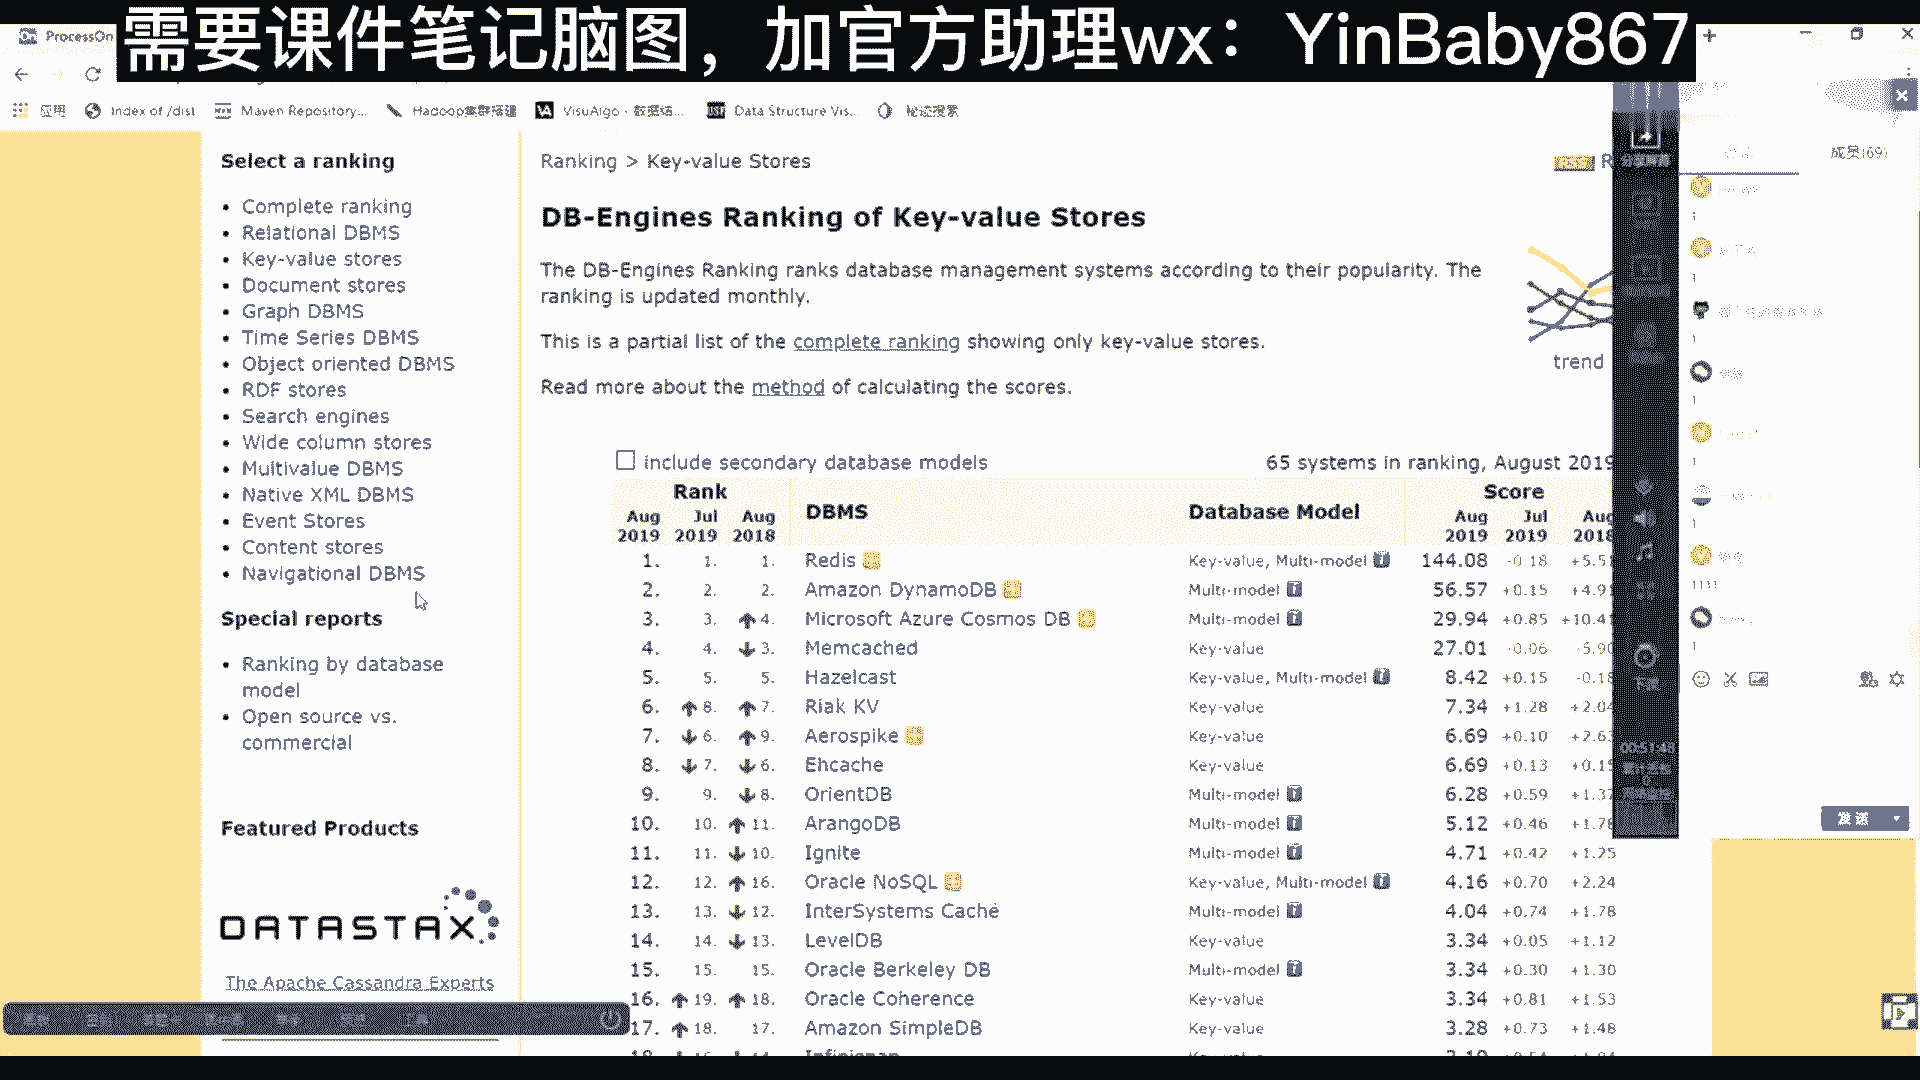 ProcessOn
需要课件笔记脑图，加官方助理wx：YinBaby867
应用
Index of /dist
Maven Repository...
Hadoop集群搭建
VisuAlgo - 数据结...
Data Structure Vis...
秘迹搜索
Select a ranking
Complete ranking
Relational DBMS
Key-value stores
Document stores
Graph DBMS
Time Series DBMS
Object oriented DBMS
RDF stores
Search engines
Wide column stores
Multivalue DBMS
Native XML DBMS
Event Stores
Content stores
Navigational DBMS
Special reports
Ranking by database
model
Open source vs.
commercial
Featured Products
DATASTAX
The Apache Cassandra Experts
Ranking > Key-value Stores
RSS
DB-Engines Ranking of Key-value Stores
The DB-Engines Ranking ranks database management systems according to their popularity. The
ranking is updated monthly.
This is a partial list of the complete ranking showing only key-value stores.
Read more about the method of calculating the scores.
trend
include secondary database models
65 systems in ranking, August 2019
Rank DBMS Database Model Score
Aug Jul Aug Aug Jul Aug
2019 2019 2018 2019 2019 2018
1. 1. 1. Redis Key-value, Multi-model 144.08 -0.18 +5.51
2. 2. 2. Amazon DynamoDB Multi-model 56.57 +0.15 +4.91
3. 3. 4. Microsoft Azure Cosmos DB Multi-model 29.94 +0.85 +10.41
4. 4. 3. Memcached Key-value 27.01 -0.06 -5.90
5. 5. 5. Hazelcast Key-value, Multi-model 8.42 +0.15 -0.18
6. 8. 7. Riak KV Key-value 7.34 +1.28 +2.04
7. 6. 9. Aerospike Key-value 6.69 +0.10 +2.63
8. 7. 6. Ehcache Key-value 6.69 +0.13 +0.15
9. 9. 8. OrientDB Multi-model 6.28 +0.59 +1.37
10. 10. 11. ArangoDB Multi-model 5.12 +0.46 +1.78
11. 11. 10. Ignite Multi-model 4.71 +0.42 +1.25
12. 12. 16. Oracle NoSQL Key-value, Multi-model 4.16 +0.70 +2.24
13. 13. 12. InterSystems Caché Multi-model 4.04 +0.74 +1.78
14. 14. 13. LevelDB Key-value 3.34 +0.05 +1.12
15. 15. 15. Oracle Berkeley DB Multi-model 3.34 +0.30 +1.30
16. 19. 18. Oracle Coherence Key-value 3.34 +0.81 +1.53
17. 18. 17. Amazon SimpleDB Key-value 3.28 +0.73 +1.48
成员(69)
1
1
1
1
1
1
1111
1
00:51:48
发送